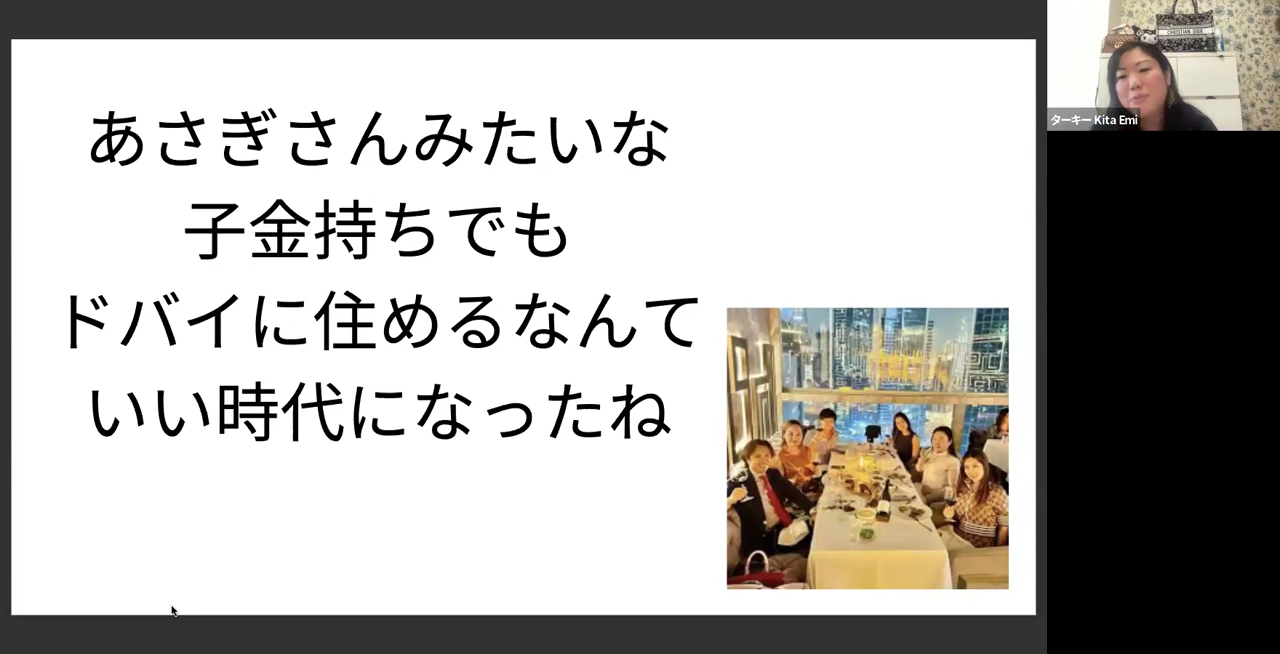 あさぎさんみたいな
子金持ちでも
ドバイに住めるなんて
いい時代になったね
CHRISTIAN DIOR
ターキー Kita Emi